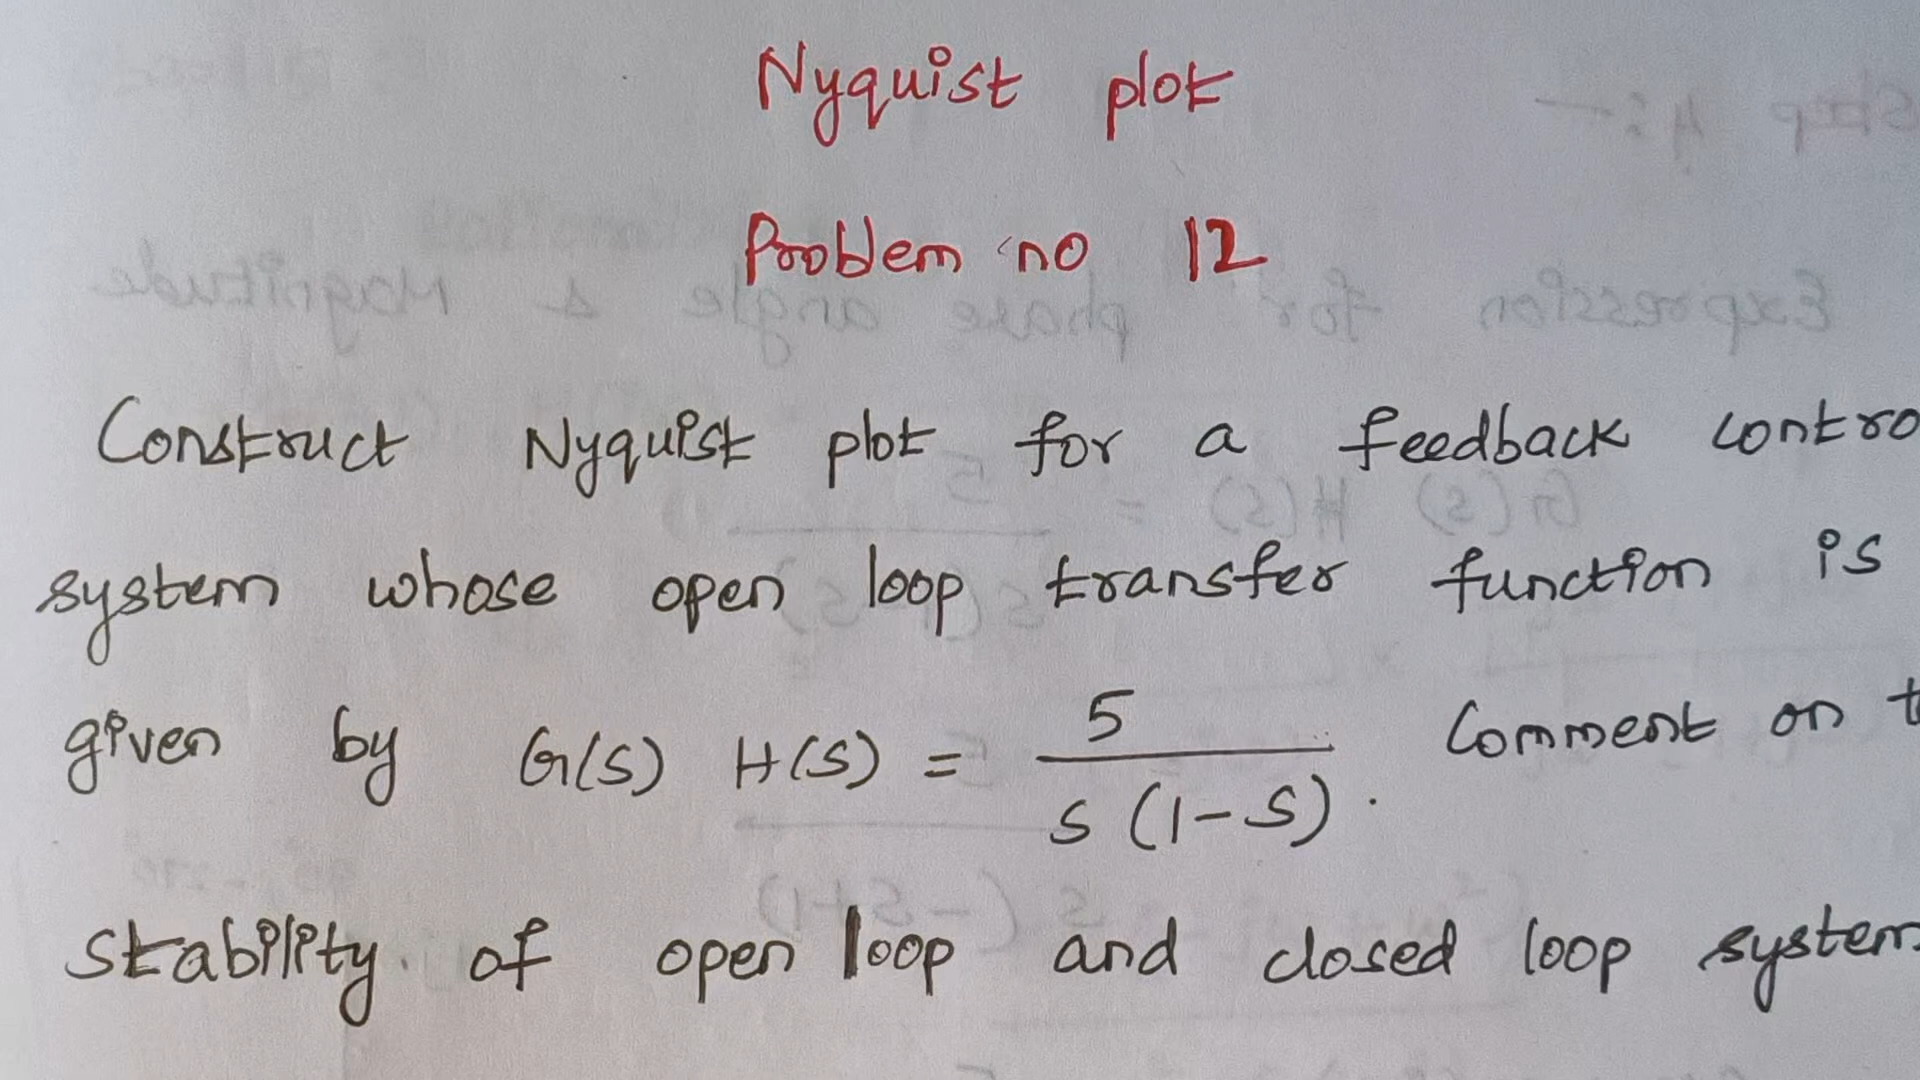 Nyquist plot
Problem no 12
Construct Nyquist plot for a feedback contro
system whose open loop transfer function is
given by G(S) H(S) = 5 / S (1-S) . Comment on t
stability of open loop and closed loop system